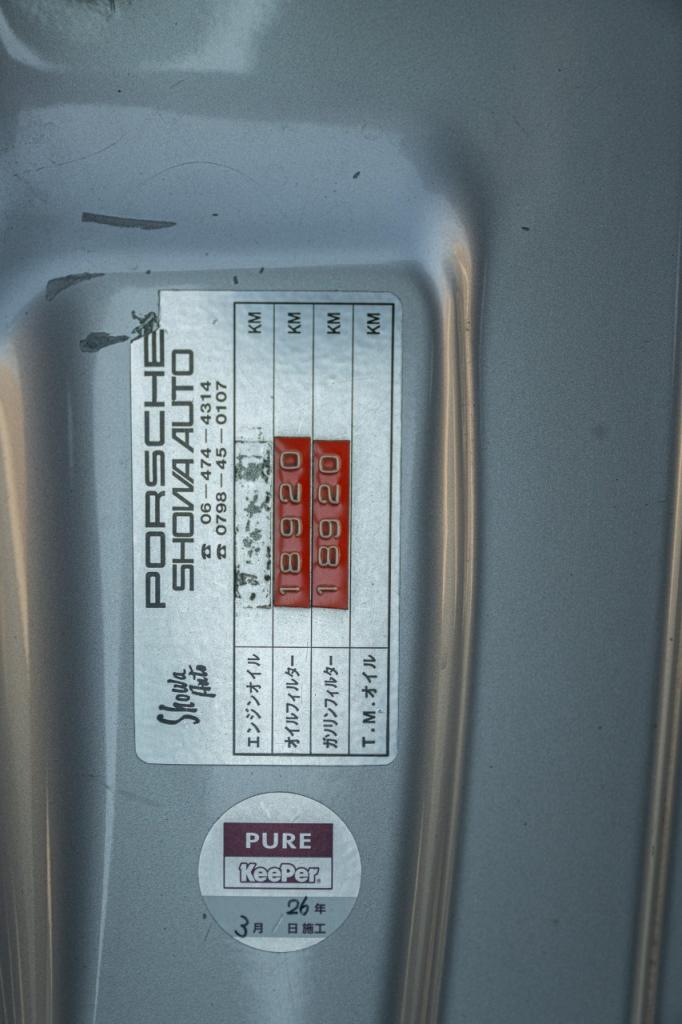 PORSCHE
SHOWA AUTO
☎ 06-474-4314
☎ 0798-45-0107
Showa
Auto
エンジンオイル KM
オイルフィルター 18920 KM
ガソリンフィルター 18920 KM
T.M.オイル KM
PURE
KeePer
26年
3月 日施工